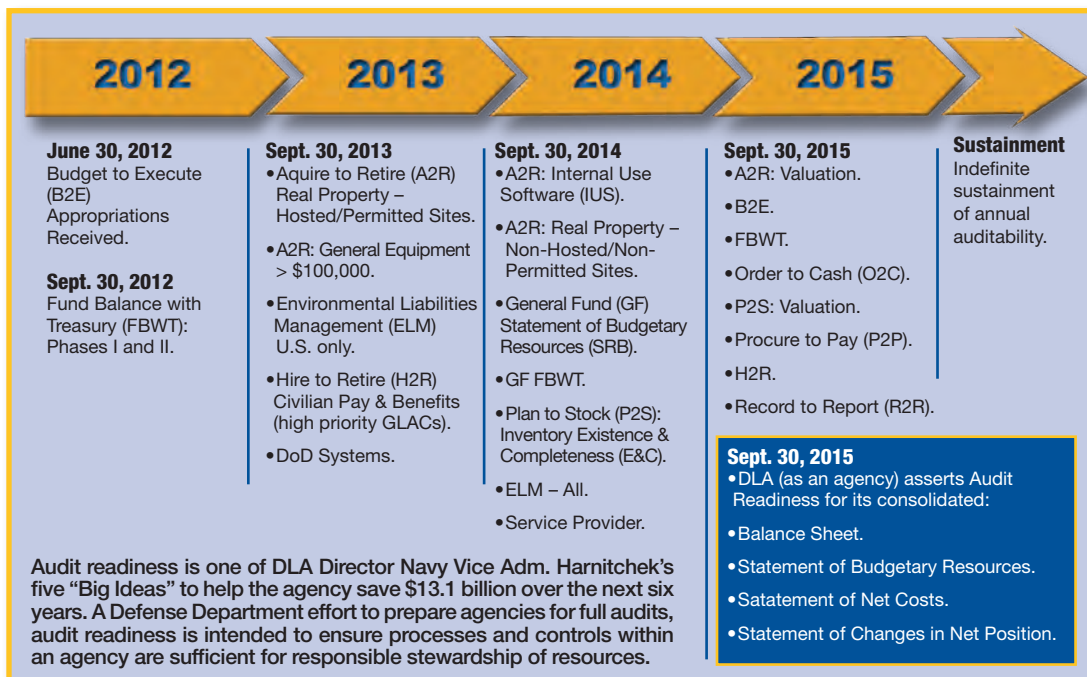 2012
2013
2014
2015
June 30, 2012
Budget to Execute
(B2E)
Appropriations
Received.
Sept. 30, 2012
Fund Balance with
Treasury (FBWT):
Phases I and II.
Sept. 30, 2013
•Aquire to Retire (A2R)
Real Property –
Hosted/Permitted Sites.
•A2R: General Equipment
> $100,000.
•Environmental Liabilities
Management (ELM)
U.S. only.
•Hire to Retire (H2R)
Civilian Pay & Benefits
(high priority GLACs).
•DoD Systems.
Sept. 30, 2014
•A2R: Internal Use
Software (IUS).
•A2R: Real Property –
Non-Hosted/Non-
Permitted Sites.
•General Fund (GF)
Statement of Budgetary
Resources (SRB).
•GF FBWT.
•Plan to Stock (P2S):
Inventory Existence &
Completeness (E&C).
•ELM – All.
•Service Provider.
Sept. 30, 2015
•A2R: Valuation.
•B2E.
•FBWT.
•Order to Cash (O2C).
•P2S: Valuation.
•Procure to Pay (P2P).
•H2R.
•Record to Report (R2R).
Sustainment
Indefinite
sustainment
of annual
auditability.
Sept. 30, 2015
•DLA (as an agency) asserts Audit
Readiness for its consolidated:
•Balance Sheet.
•Statement of Budgetary Resources.
•Satatement of Net Costs.
•Statement of Changes in Net Position.
Audit readiness is one of DLA Director Navy Vice Adm. Harnitchek’s
five “Big Ideas” to help the agency save $13.1 billion over the next six
years. A Defense Department effort to prepare agencies for full audits,
audit readiness is intended to ensure processes and controls within
an agency are sufficient for responsible stewardship of resources.